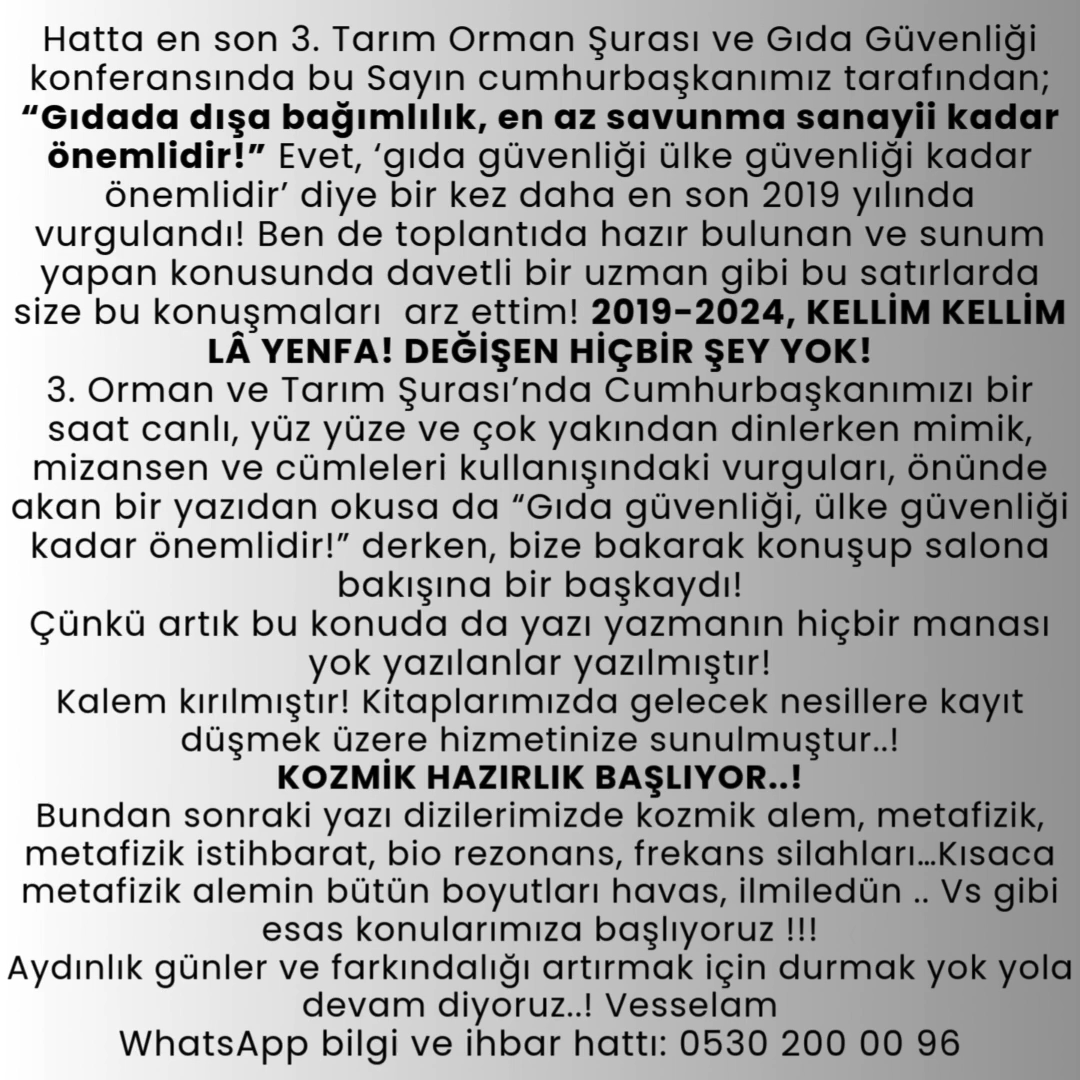 Hatta en son 3. Tarım Orman Şurası ve Gıda Güvenliği
konferansında bu Sayın cumhurbaşkanımız tarafından;
“Gıdada dışa bağımlılık, en az savunma sanayii kadar
önemlidir!” Evet, ‘gıda güvenliği ülke güvenliği kadar
önemlidir’ diye bir kez daha en son 2019 yılında
vurgulandı! Ben de toplantıda hazır bulunan ve sunum
yapan konusunda davetli bir uzman gibi bu satırlarda
size bu konuşmaları  arz ettim! 2019-2024, KELLİM KELLİM
LÂ YENFA! DEĞİŞEN HİÇBİR ŞEY YOK!
3. Orman ve Tarım Şurası’nda Cumhurbaşkanımızı bir
saat canlı, yüz yüze ve çok yakından dinlerken mimik,
mizansen ve cümleleri kullanışındaki vurguları, önünde
akan bir yazıdan okusa da “Gıda güvenliği, ülke güvenliği
kadar önemlidir!” derken, bize bakarak konuşup salona
bakışına bir başkaydı!
Çünkü artık bu konuda da yazı yazmanın hiçbir manası
yok yazılanlar yazılmıştır!
Kalem kırılmıştır! Kitaplarımızda gelecek nesillere kayıt
düşmek üzere hizmetinize sunulmuştur..!
KOZMİK HAZIRLIK BAŞLIYOR..!
Bundan sonraki yazı dizilerimizde kozmik alem, metafizik,
metafizik istihbarat, bio rezonans, frekans silahları...Kısaca
metafizik alemin bütün boyutları havas, ilmiledün .. Vs gibi
esas konularımıza başlıyoruz !!!
Aydınlık günler ve farkındalığı artırmak için durmak yok yola
devam diyoruz..! Vesselam
WhatsApp bilgi ve ihbar hattı: 0530 200 00 96